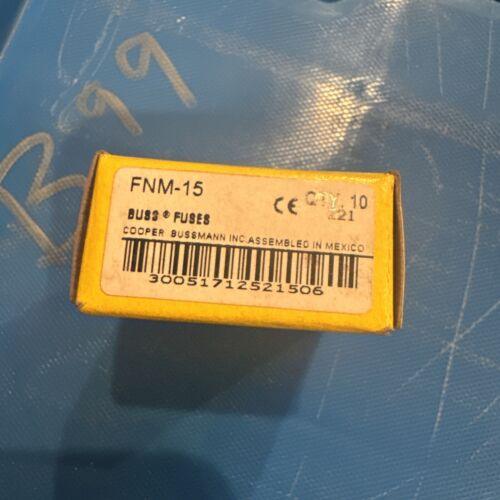 B99
FNM-15
CE QTY. 10
BUSS® FUSES
COOPER BUSSMANN INC.ASSEMBLED IN MEXICO
30051712521506